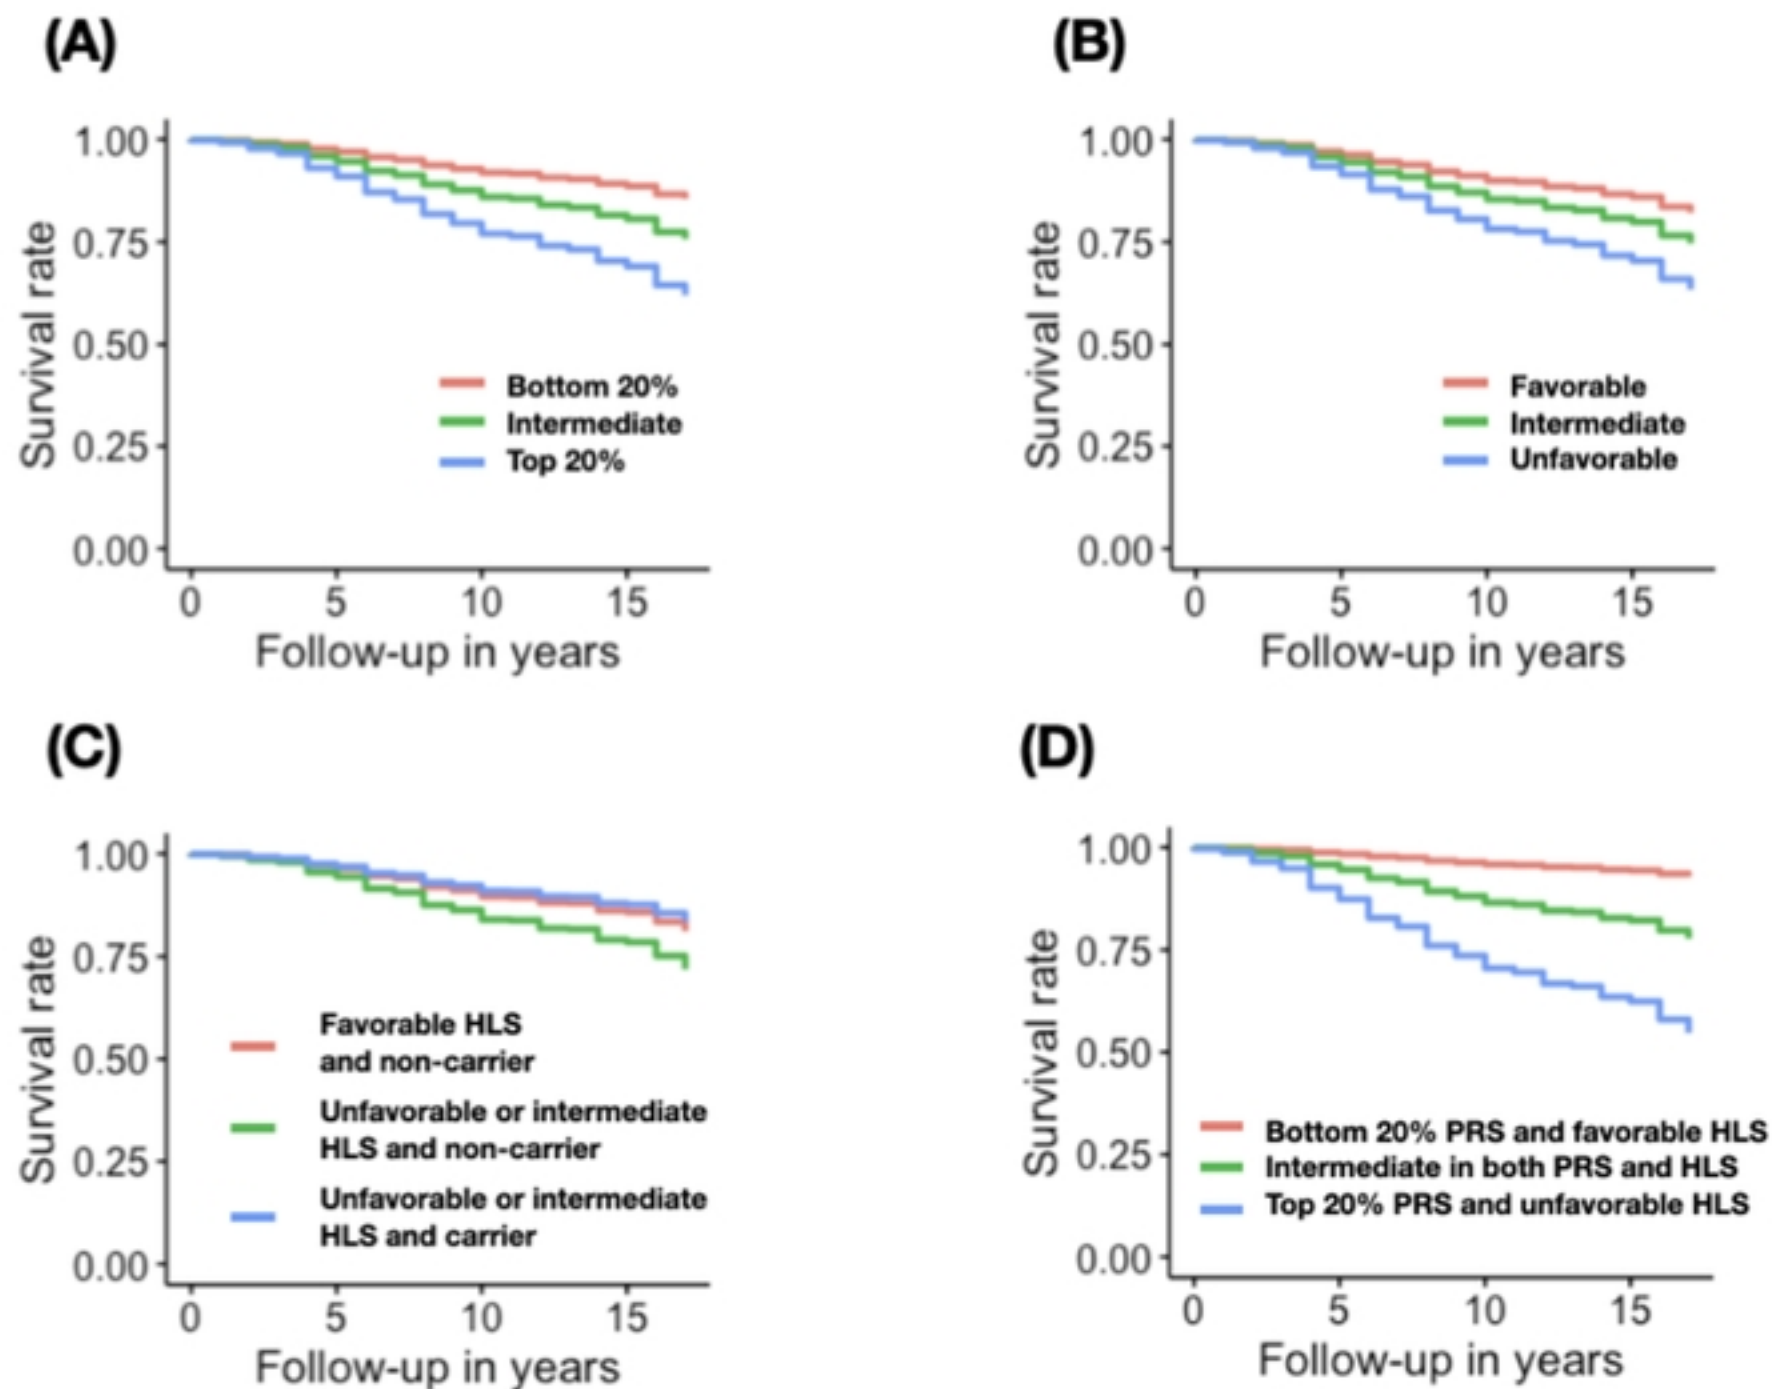 (A)
1.00
0.75
0.50
0.25
0.00
Survival rate
Bottom 20%
Intermediate
Top 20%
0 5 10 15
Follow-up in years
(B)
1.00
0.75
0.50
0.25
0.00
Survival rate
Favorable
Intermediate
Unfavorable
0 5 10 15
Follow-up in years
(C)
1.00
0.75
0.50
0.25
0.00
Survival rate
Favorable HLS
and non-carrier
Unfavorable or intermediate
HLS and non-carrier
Unfavorable or intermediate
HLS and carrier
0 5 10 15
Follow-up in years
(D)
1.00
0.75
0.50
0.25
0.00
Survival rate
Bottom 20% PRS and favorable HLS
Intermediate in both PRS and HLS
Top 20% PRS and unfavorable HLS
0 5 10 15
Follow-up in years